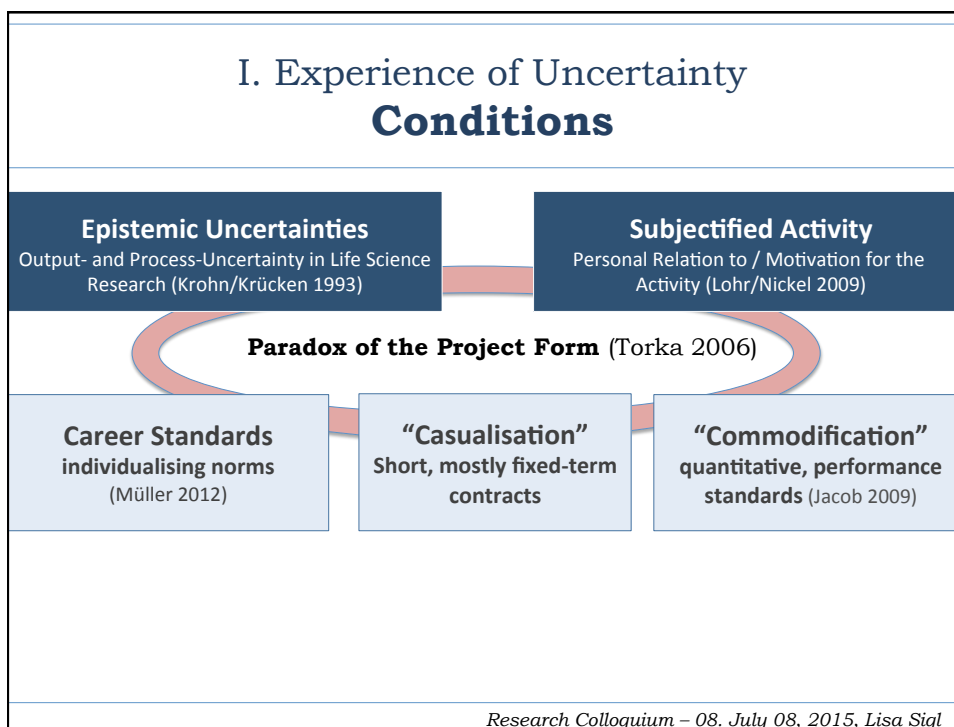 I. Experience of Uncertainty
Conditions
Epistemic Uncertainties
Output- and Process-Uncertainty in Life Science
Research (Krohn/Krücken 1993)
Subjectified Activity
Personal Relation to / Motivation for the
Activity (Lohr/Nickel 2009)
Paradox of the Project Form (Torka 2006)
Career Standards
individualising norms
(Müller 2012)
“Casualisation”
Short, mostly fixed-term
contracts
“Commodification”
quantitative, performance
standards (Jacob 2009)
Research Colloquium – 08. July 08, 2015, Lisa Sigl